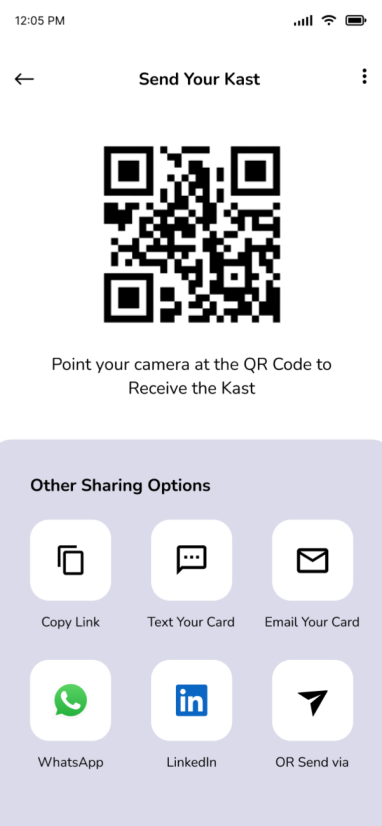 12:05 PM
Send Your Kast
Point your camera at the QR Code to
Receive the Kast
Other Sharing Options
Copy Link
Text Your Card
Email Your Card
in
WhatsApp
LinkedIn
OR Send via